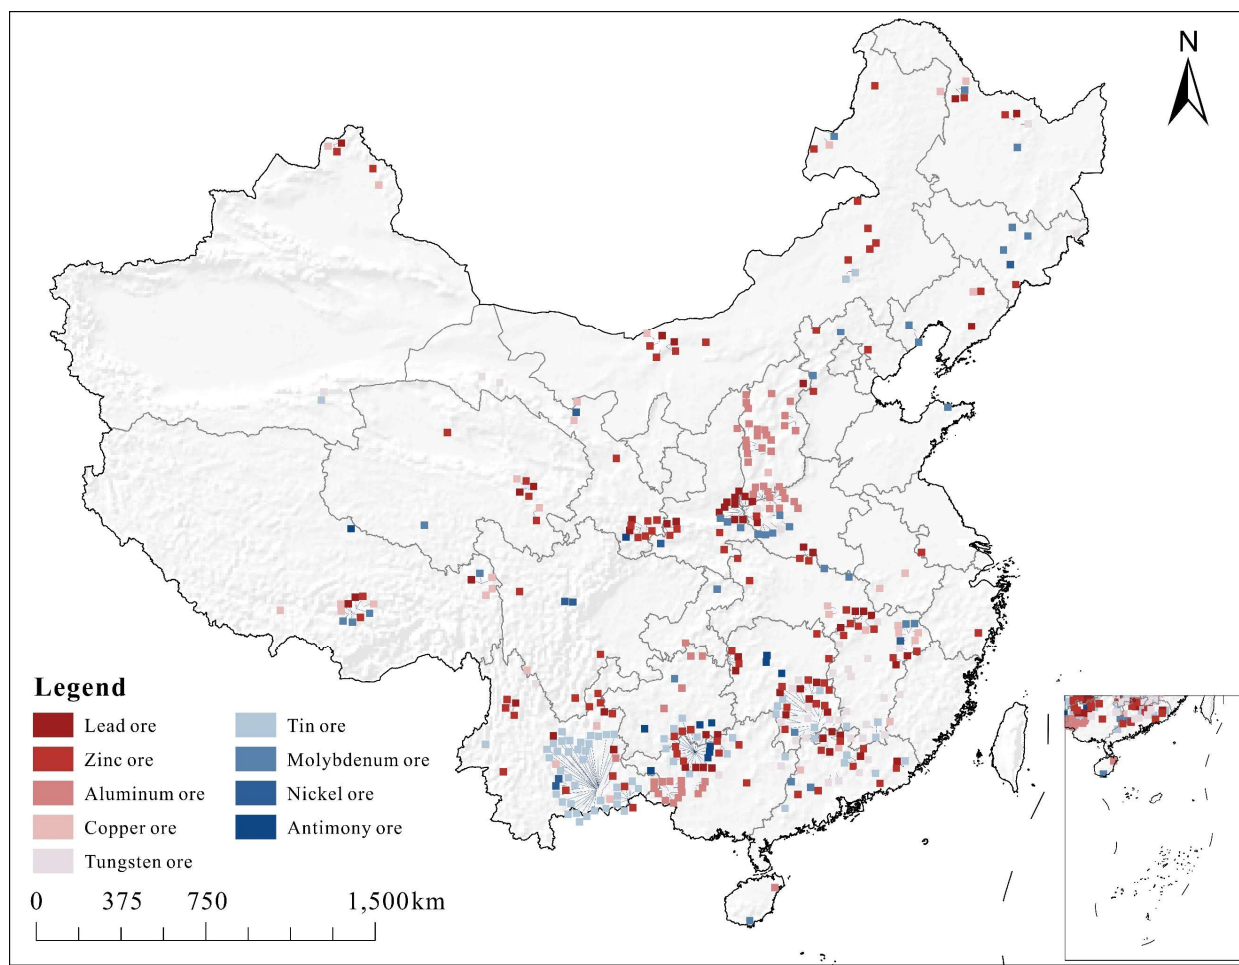 N
Legend
Lead ore
Zinc ore
Aluminum ore
Copper ore
Tungsten ore
Tin ore
Molybdenum ore
Nickel ore
Antimony ore
0 375 750 1,500km